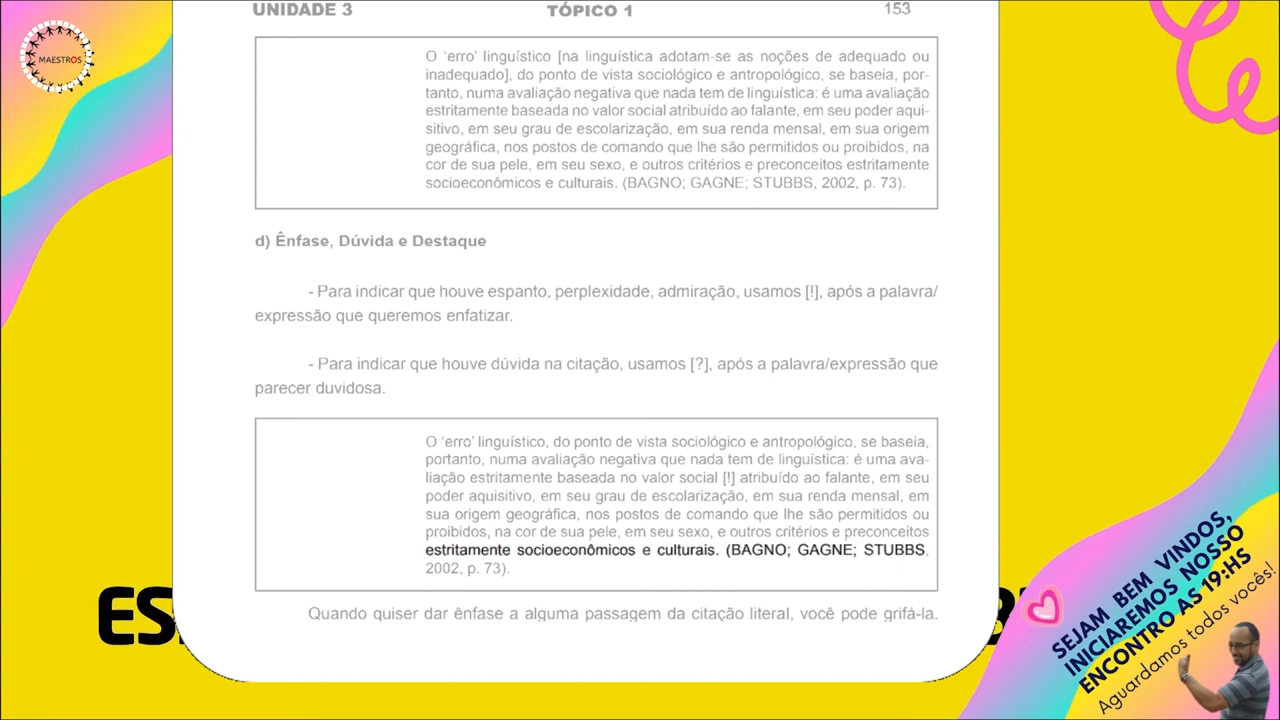 UNIDADE 3 TÓPICO 1 153
MAESTROS
O 'erro' linguístico [na linguística adotam-se as noções de adequado ou
inadequado], do ponto de vista sociológico e antropológico, se baseia, por-
tanto, numa avaliação negativa que nada tem de linguística: é uma avaliação
estritamente baseada no valor social atribuído ao falante, em seu poder aqui-
sitivo, em seu grau de escolarização, em sua renda mensal, em sua origem
geográfica, nos postos de comando que lhe são permitidos ou proibidos, na
cor de sua pele, em seu sexo, e outros critérios e preconceitos estritamente
socioeconômicos e culturais. (BAGNO; GAGNE; STUBBS, 2002, p. 73).
d) Ênfase, Dúvida e Destaque
- Para indicar que houve espanto, perplexidade, admiração, usamos [!], após a palavra/
expressão que queremos enfatizar.
- Para indicar que houve dúvida na citação, usamos [?], após a palavra/expressão que
parecer duvidosa.
O 'erro' linguístico, do ponto de vista sociológico e antropológico, se baseia,
portanto, numa avaliação negativa que nada tem de linguística: é uma ava-
liação estritamente baseada no valor social [!] atribuído ao falante, em seu
poder aquisitivo, em seu grau de escolarização, em sua renda mensal, em
sua origem geográfica, nos postos de comando que lhe são permitidos ou
proibidos, na cor de sua pele, em seu sexo, e outros critérios e preconceitos
estritamente socioeconômicos e culturais. (BAGNO; GAGNE; STUBBS,
2002, p. 73).
Quando quiser dar ênfase a alguma passagem da citação literal, você pode grifá-la.
ES
SEJAM BEM VINDOS,
INICIAREMOS NOSSO
ENCONTRO AS 19:HS
Aguardamos todos vocês!